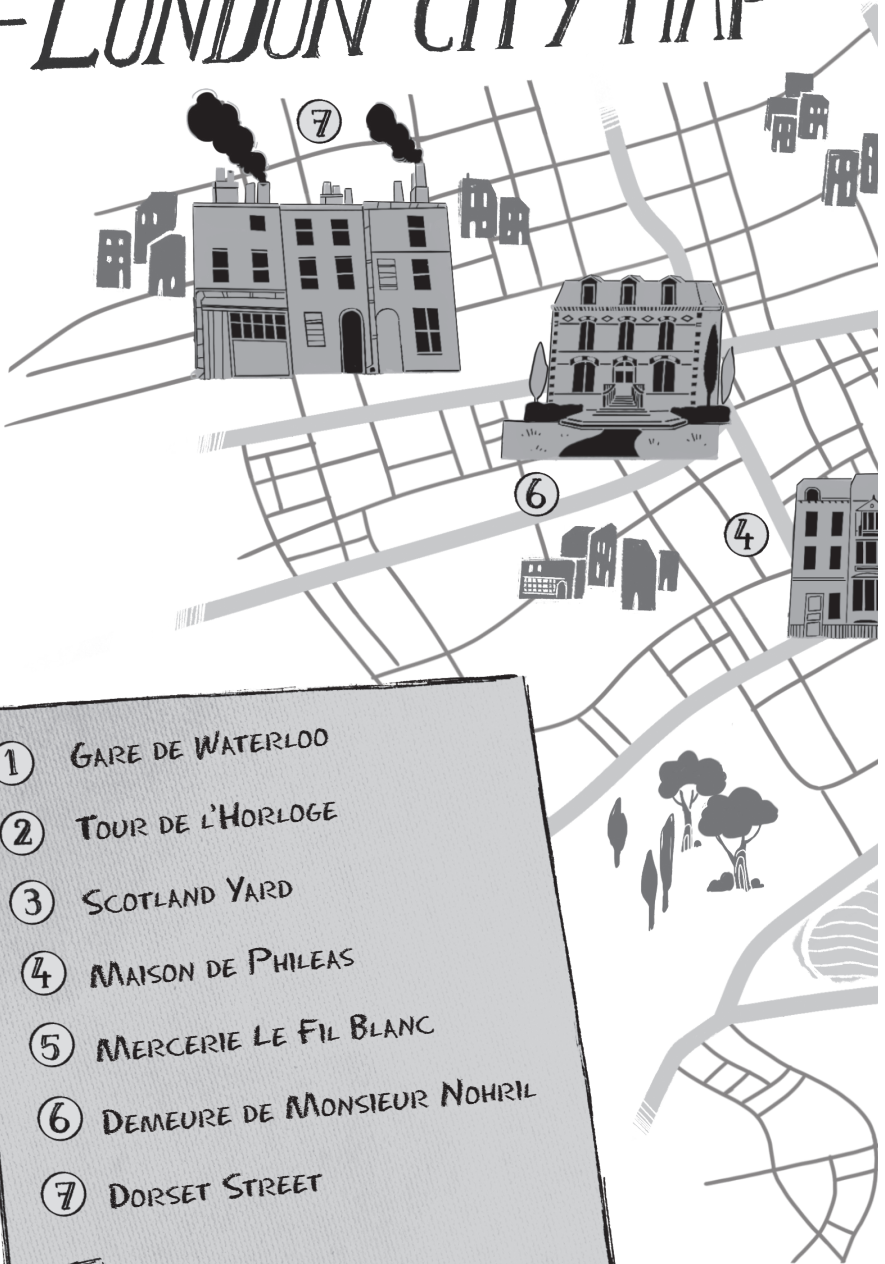 -London City Map
7
6
4
1 Gare de Waterloo
2 Tour de l'Horloge
3 Scotland Yard
4 Maison de Phileas
5 Mercerie Le Fil Blanc
6 Demeure de Monsieur Nohril
7 Dorset Street